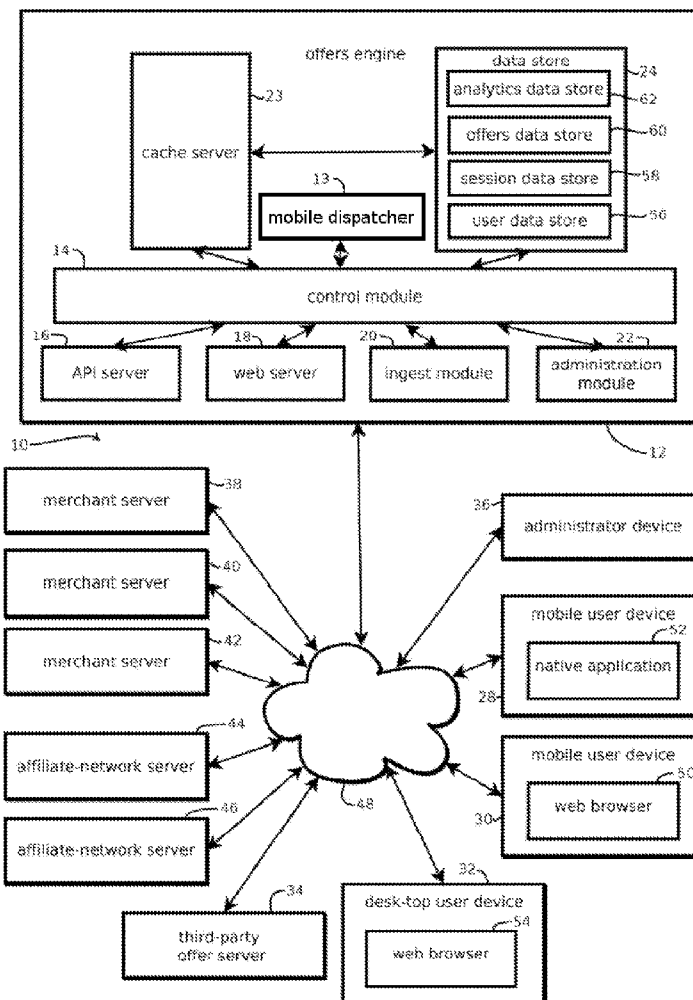 offers engine
23
cache server
data store
24
analytics data store
62
offers data store
60
session data store
58
user data store
56
13
mobile dispatcher
14
control module
16
API server
18
web server
20
ingest module
22
administration
module
10
12
merchant server
38
merchant server
40
merchant server
42
affiliate-network server
44
affiliate-network server
46
48
36
administrator device
mobile user device
52
native application
28
mobile user device
50
web browser
30
34
third-party
offer server
32
desk-top user device
54
web browser